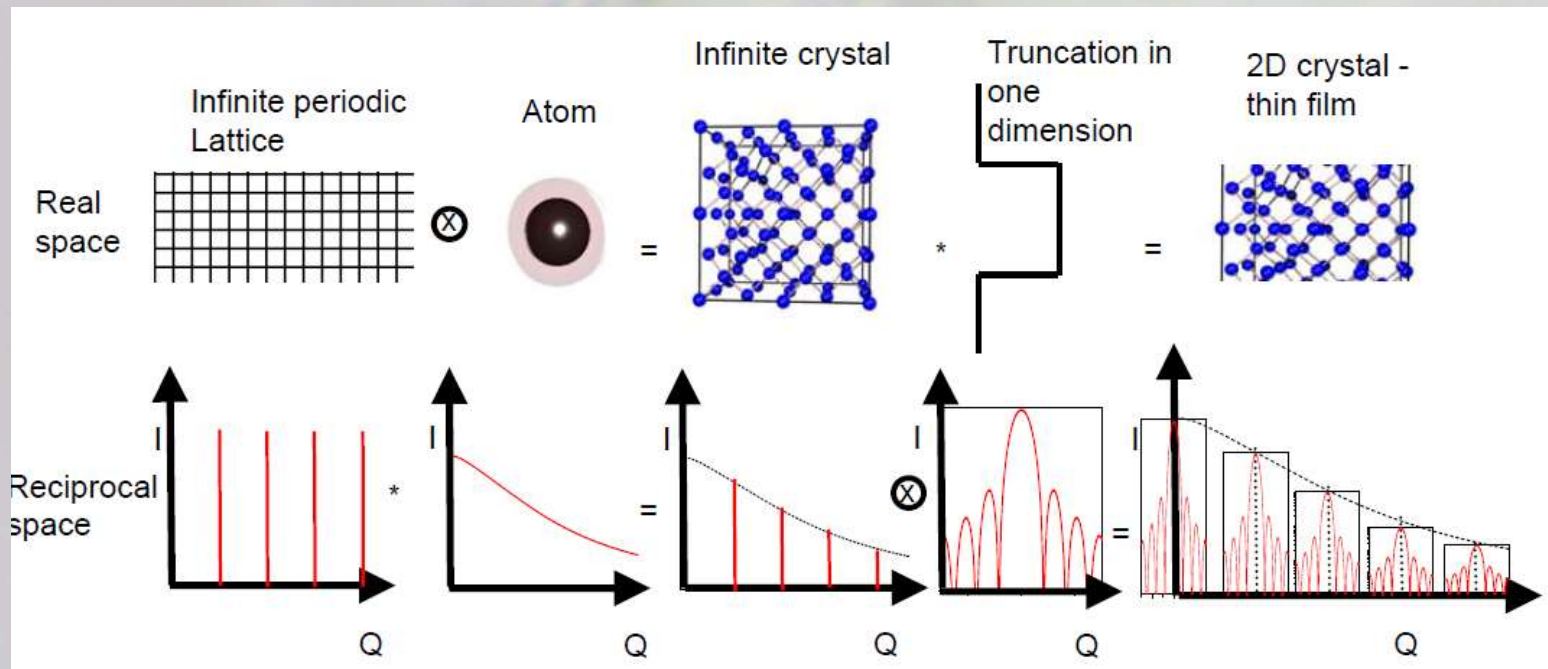 Infinite periodic
Lattice
Atom
Infinite crystal
Truncation in
one
dimension
2D crystal -
thin film
Real
space
X
=
*
=
Reciprocal
space
I
*
I
=
I
X
I
=
I
Q
Q
Q
Q
Q